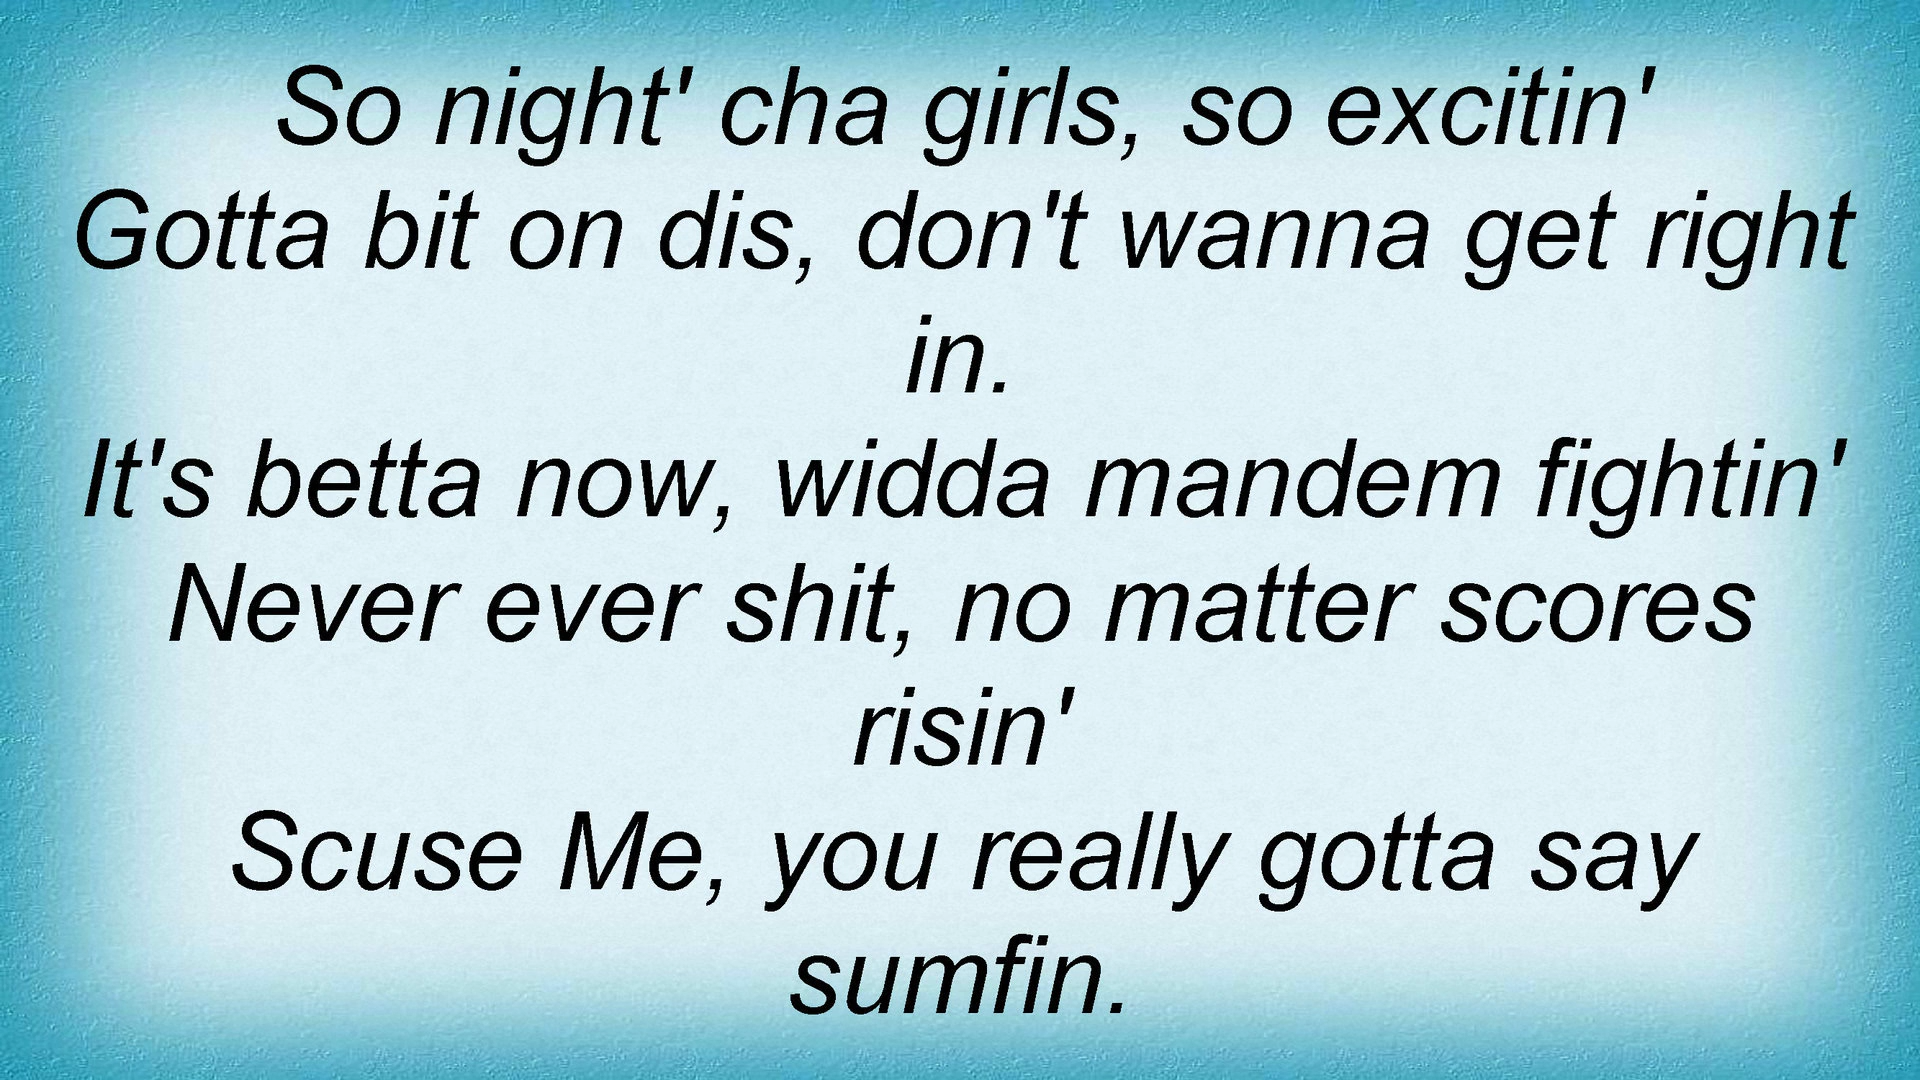 So night' cha girls, so excitin'
Gotta bit on dis, don't wanna get right
in.
It's betta now, widda mandem fightin'
Never ever shit, no matter scores
risin'
Scuse Me, you really gotta say
sumfin.